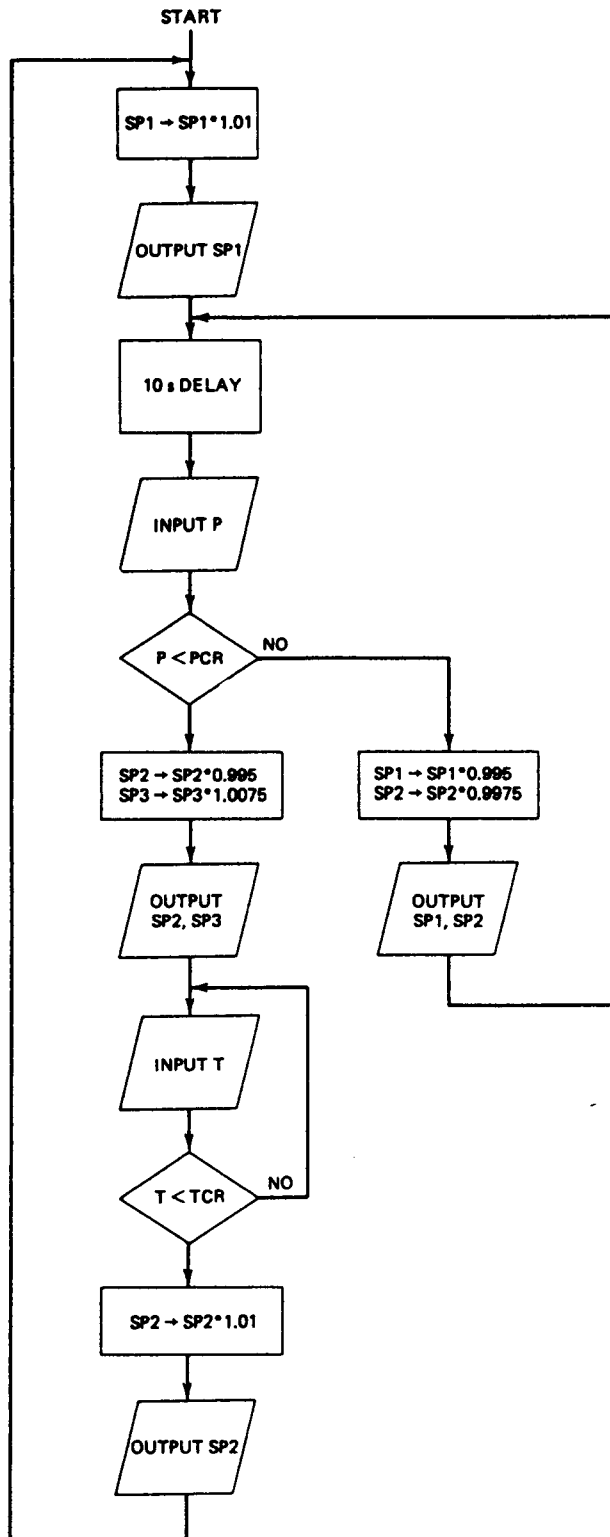 START
SP1 → SP1*1.01
OUTPUT SP1
10 s DELAY
INPUT P
P < PCR
NO
SP2 → SP2*0.995
SP3 → SP3*1.0075
SP1 → SP1*0.995
SP2 → SP2*0.9975
OUTPUT
SP2, SP3
OUTPUT
SP1, SP2
INPUT T
T < TCR
NO
SP2 → SP2*1.01
OUTPUT SP2